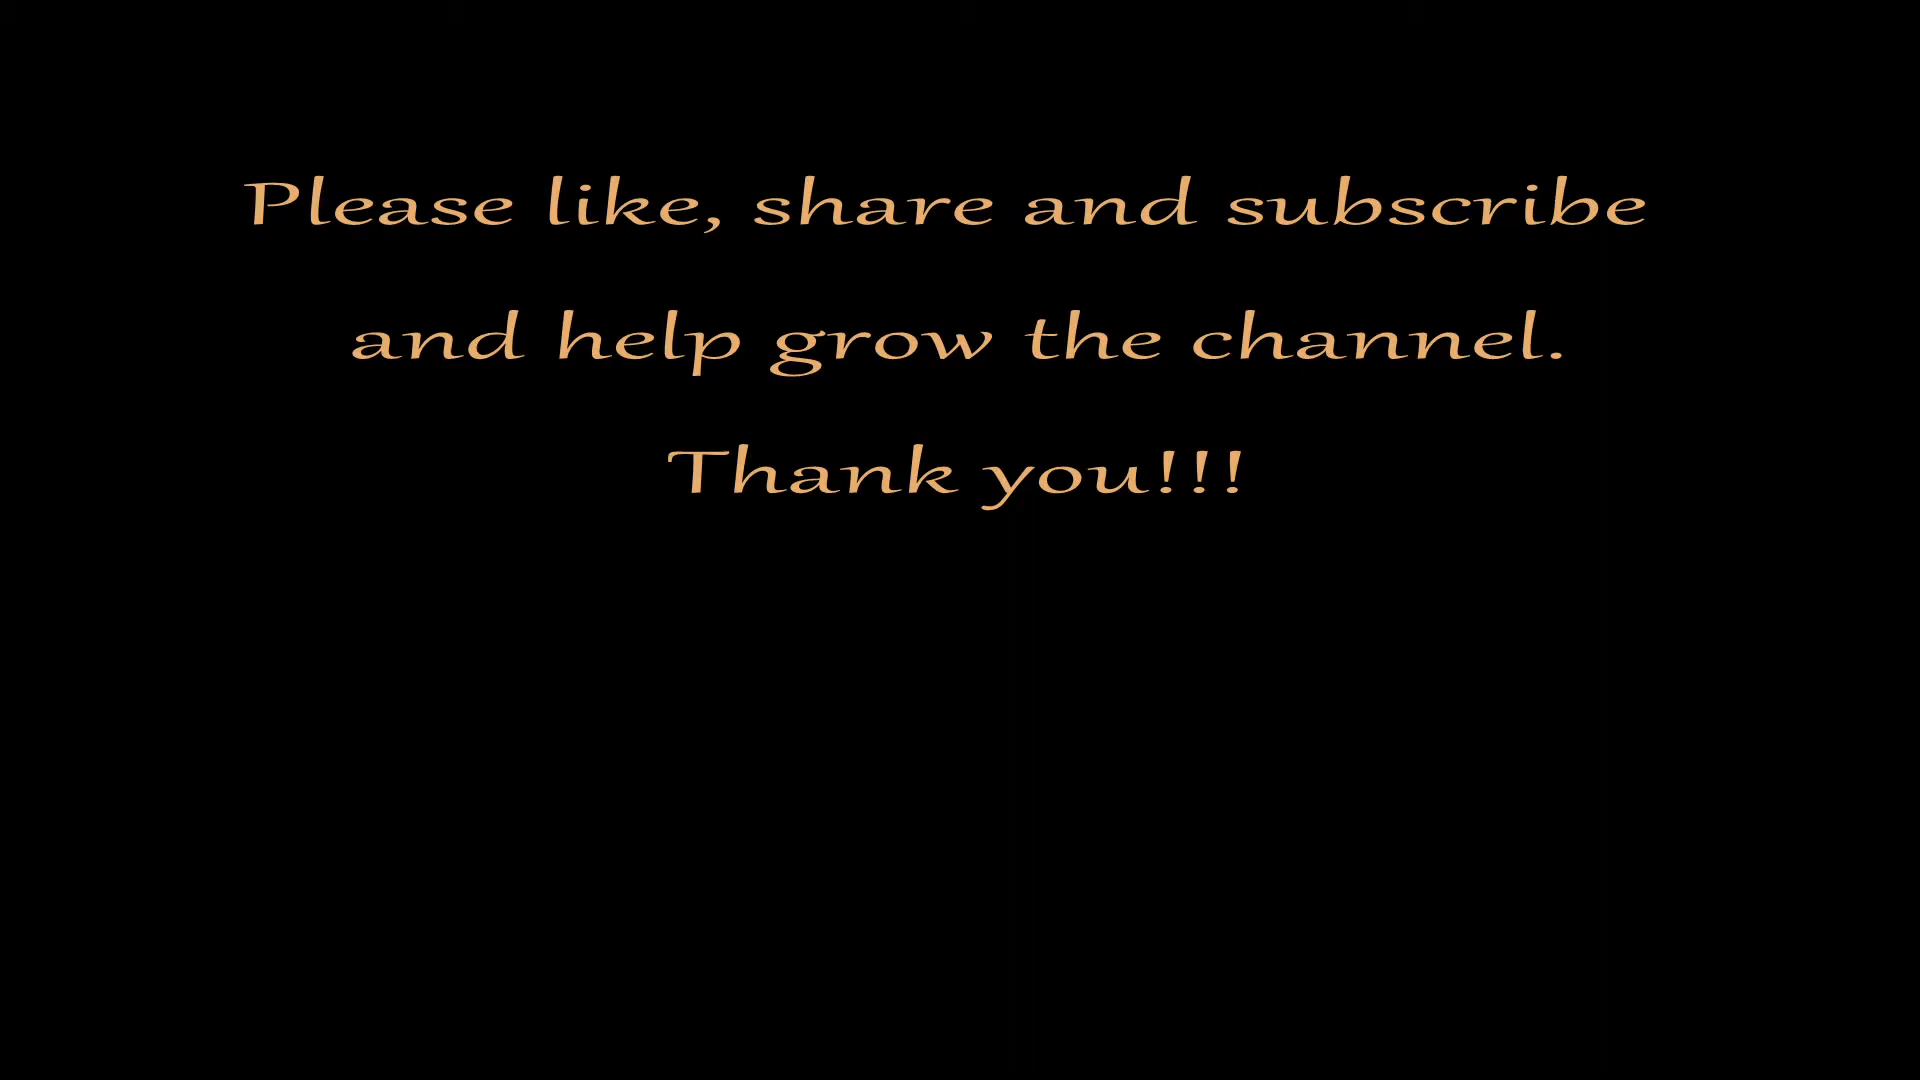 Please like, share and subscribe
and help grow the channel.
Thank you!!!